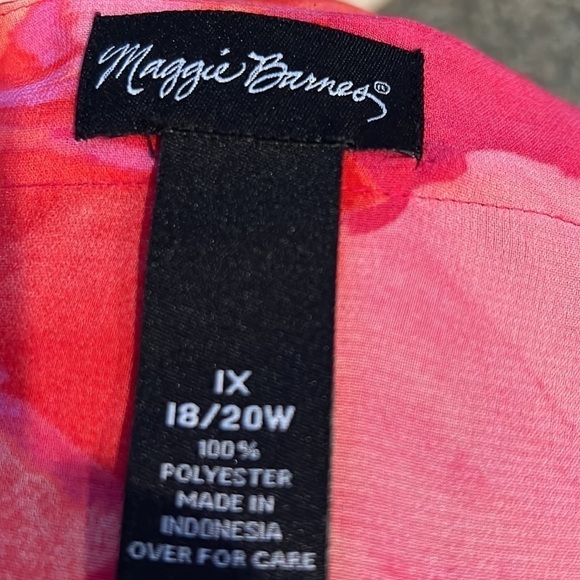 Maggie Barnes®
1X
18/20W
100%
POLYESTER
MADE IN
INDONESIA
OVER FOR CARE